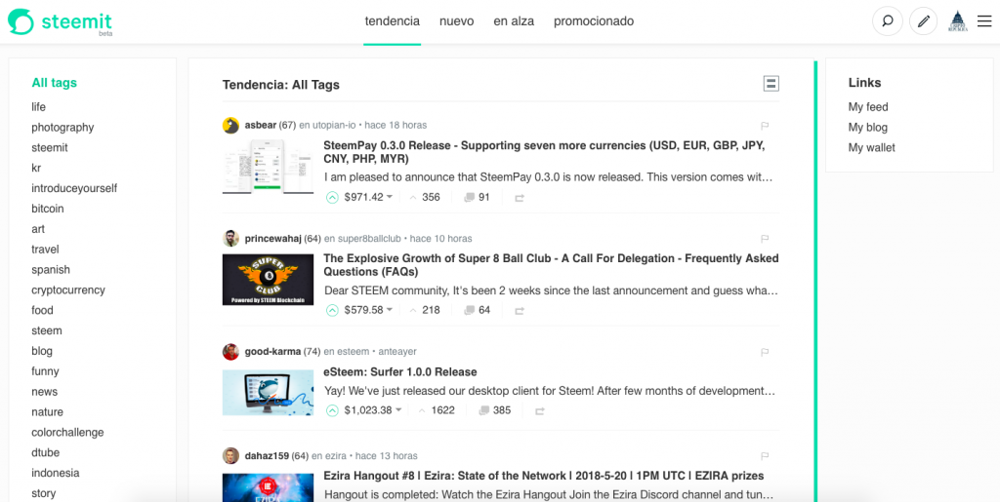 steemit
beta
tendencia nuevo en alza promocionado
All tags
life
photography
steemit
kr
introduceyourself
bitcoin
art
travel
spanish
cryptocurrency
food
steem
blog
funny
news
nature
colorchallenge
dtube
indonesia
story
Tendencia: All Tags
asbear (67) en utopian-io • hace 18 horas
SteemPay 0.3.0 Release - Supporting seven more currencies (USD, EUR, GBP, JPY,
CNY, PHP, MYR)
I am pleased to announce that SteemPay 0.3.0 is now released. This version comes wit…
$971.42 356 91
princewahaj (64) en super8ballclub • hace 10 horas
SUPER
8
CLUB
Powered by STEEM Blockchain
The Explosive Growth of Super 8 Ball Club - A Call For Delegation - Frequently Asked
Questions (FAQs)
Dear STEEM community, It's been 2 weeks since the last announcement and guess wha…
$579.58 218 64
good-karma (74) en esteem • anteayer
eSteem: Surfer 1.0.0 Release
Yay! We've just released our desktop client for Steem! After few months of development…
$1,023.38 1622 385
dahaz159 (64) en ezira • hace 13 horas
Ezira Hangout #8 | Ezira: State of the Network | 2018-5-20 | 1PM UTC | EZIRA prizes
Hangout is completed: Watch the Ezira Hangout Join the Ezira Discord channel and tun…
Links
My feed
My blog
My wallet